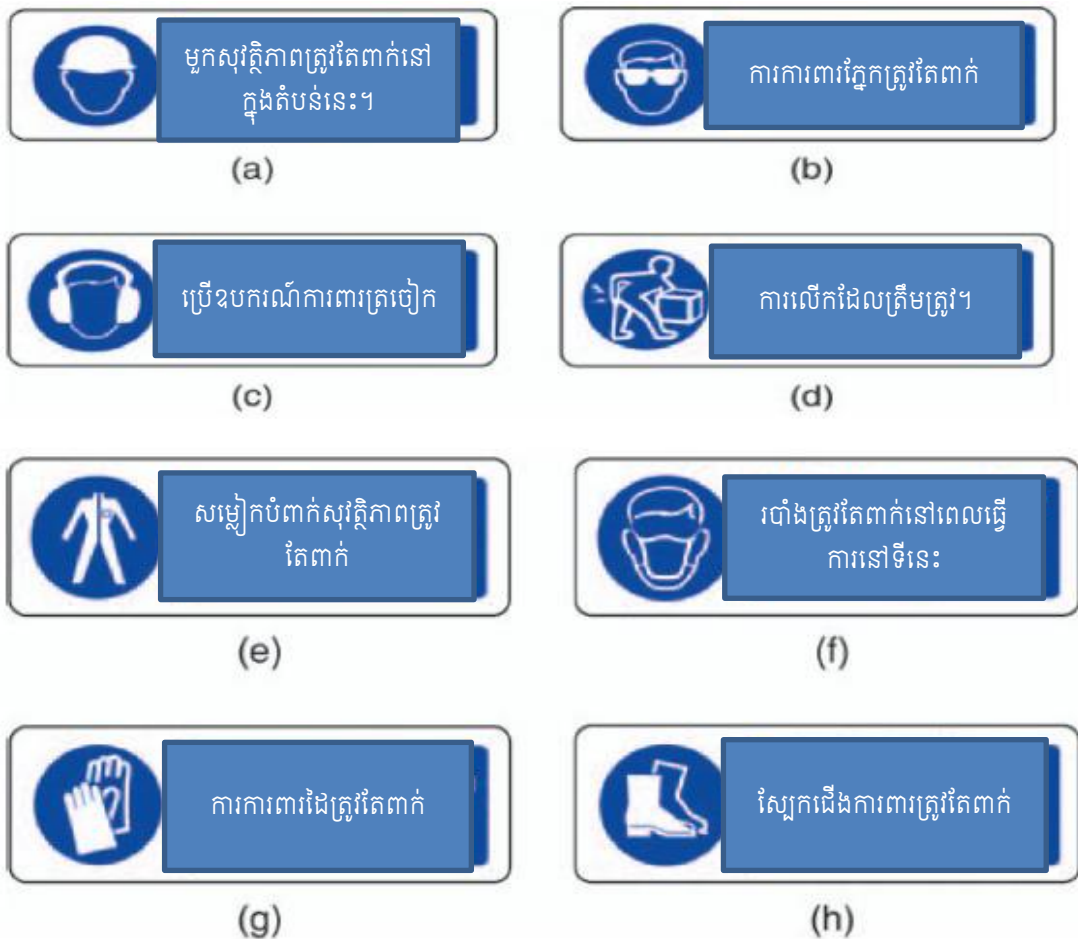 មួកសុវត្ថិភាពត្រូវតែពាក់នៅ
ក្នុងតំបន់នេះ។
(a)
ការការពារភ្នែកត្រូវតែពាក់
(b)
ប្រើឧបករណ៍ការពារត្រចៀក
(c)
ការលើកដែលត្រឹមត្រូវ។
(d)
សម្លៀកបំពាក់សុវត្ថិភាពត្រូវ
តែពាក់
(e)
របាំងត្រូវតែពាក់នៅពេលធ្វើ
ការនៅទីនេះ
(f)
ការការពារដៃត្រូវតែពាក់
(g)
ស្បែកជើងការពារត្រូវតែពាក់
(h)